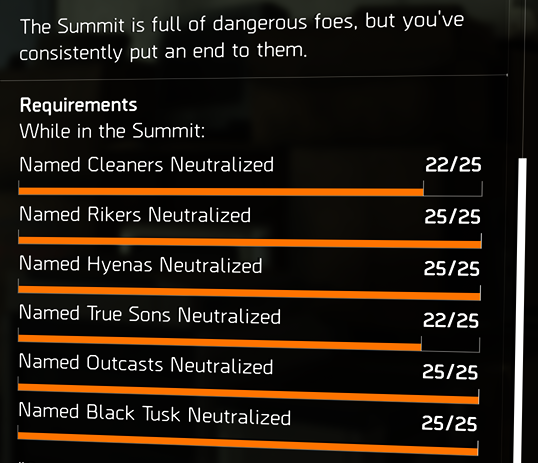 The Summit is full of dangerous foes, but you've
consistently put an end to them.
Requirements
While in the Summit:
Named Cleaners Neutralized 22/25
Named Rikers Neutralized 25/25
Named Hyenas Neutralized 25/25
Named True Sons Neutralized 22/25
Named Outcasts Neutralized 25/25
Named Black Tusk Neutralized 25/25